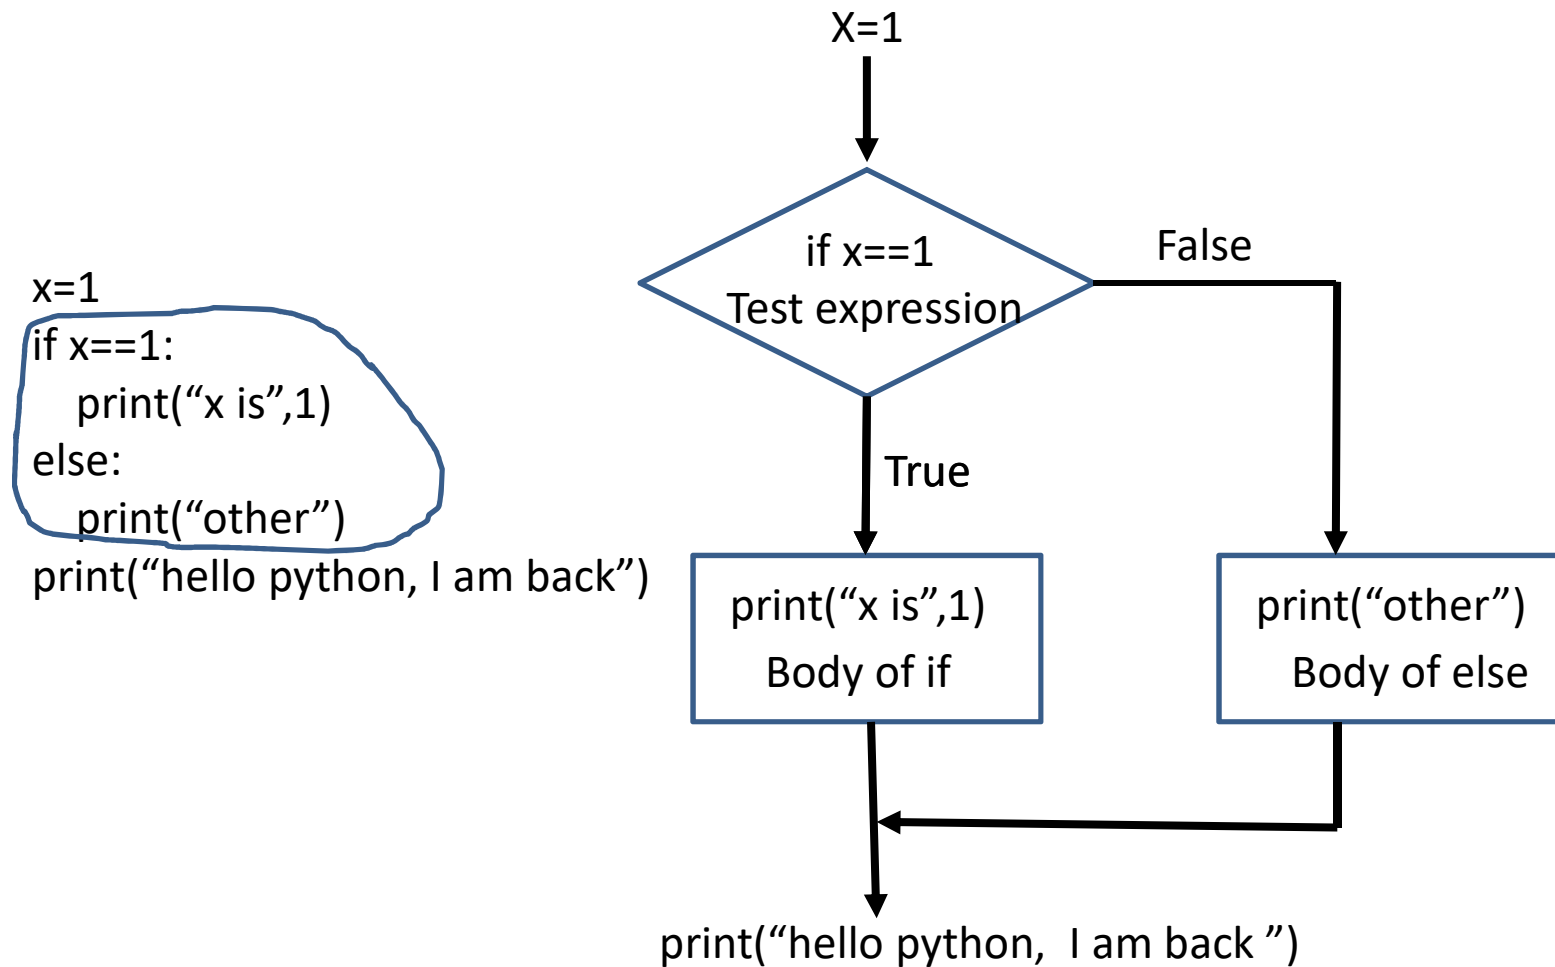 x=1
if x==1:
print(“x is”,1)
else:
print(“other”)
print(“hello python, I am back”)
X=1
if x==1
Test expression
False
True
print(“x is”,1)
Body of if
print(“other”)
Body of else
print(“hello python,  I am back ”)